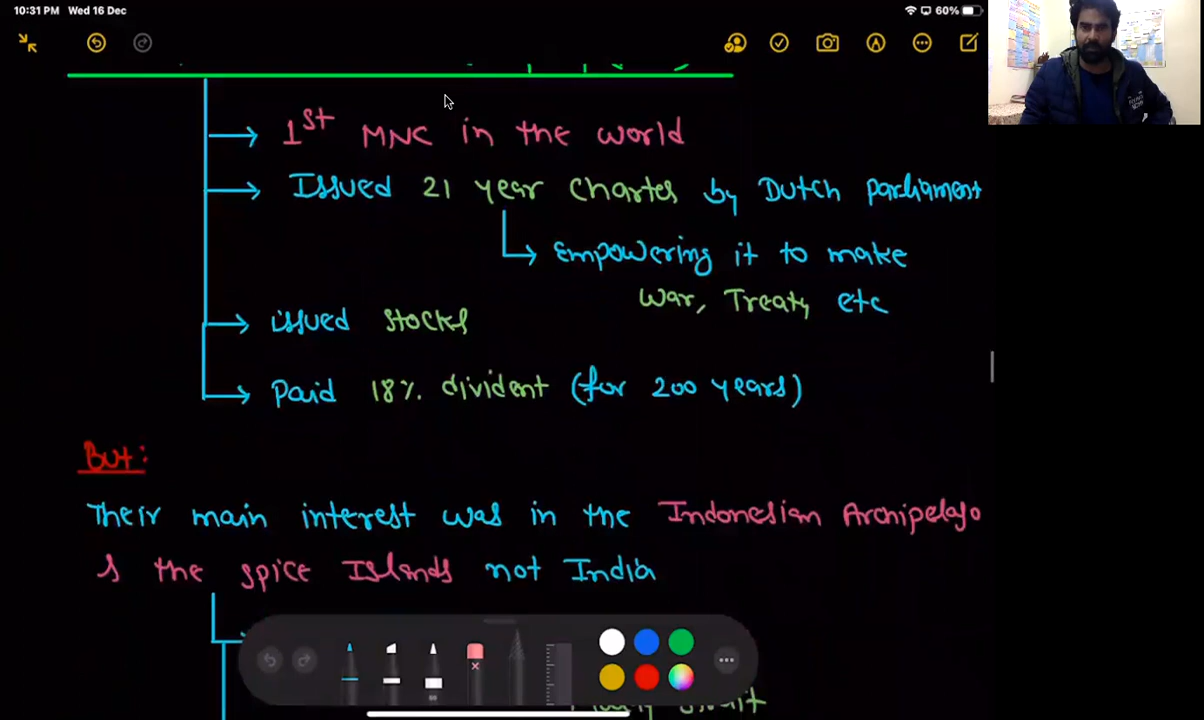 10:31 PM Wed 16 Dec
60%
1st MNC in the world
Issued 21 year Charter by Dutch Parliament
Empowering it to make
War, Treaty etc
issued stocks
Paid 18% divident (for 200 years)
But:
Their main interest was in the Indonesian Archipelago
& the spice Islands not India